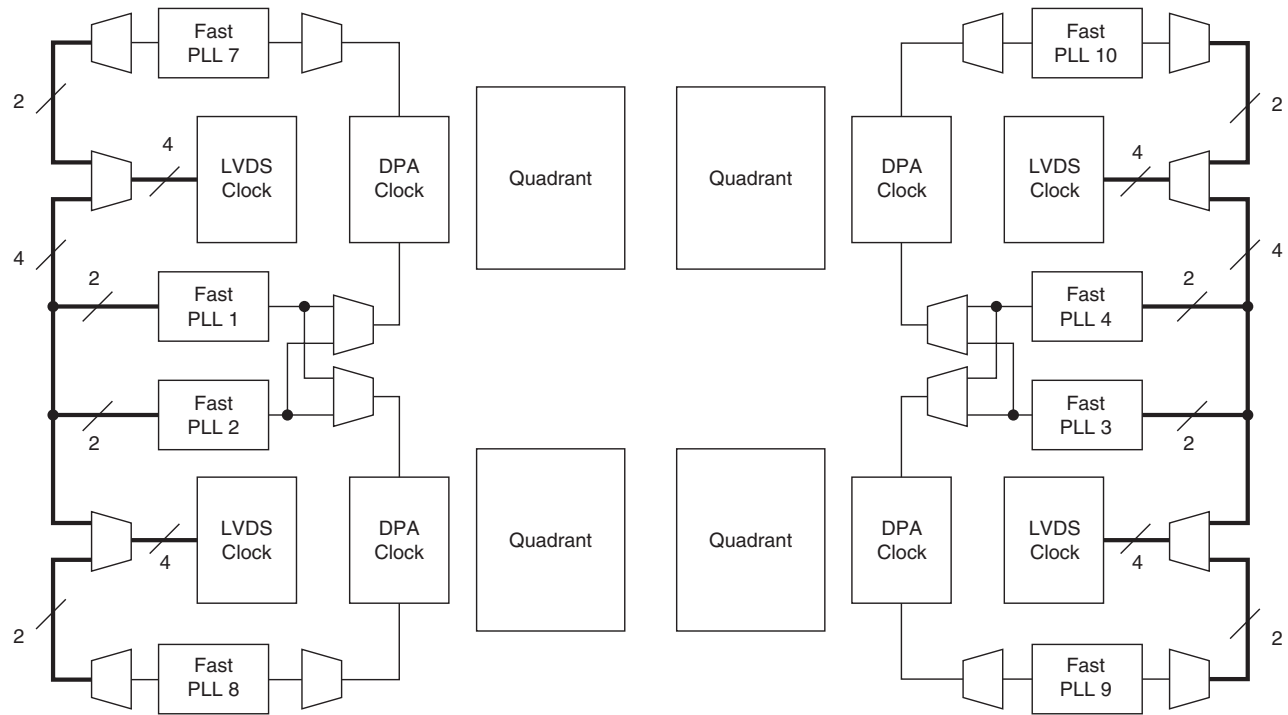 Fast
PLL 7
Fast
PLL 10
2
2
4
LVDS
Clock
DPA
Clock
Quadrant
Quadrant
DPA
Clock
LVDS
Clock
4
4
4
2
Fast
PLL 1
Fast
PLL 4
2
2
Fast
PLL 2
Fast
PLL 3
2
4
LVDS
Clock
DPA
Clock
Quadrant
Quadrant
DPA
Clock
LVDS
Clock
4
2
2
Fast
PLL 8
Fast
PLL 9